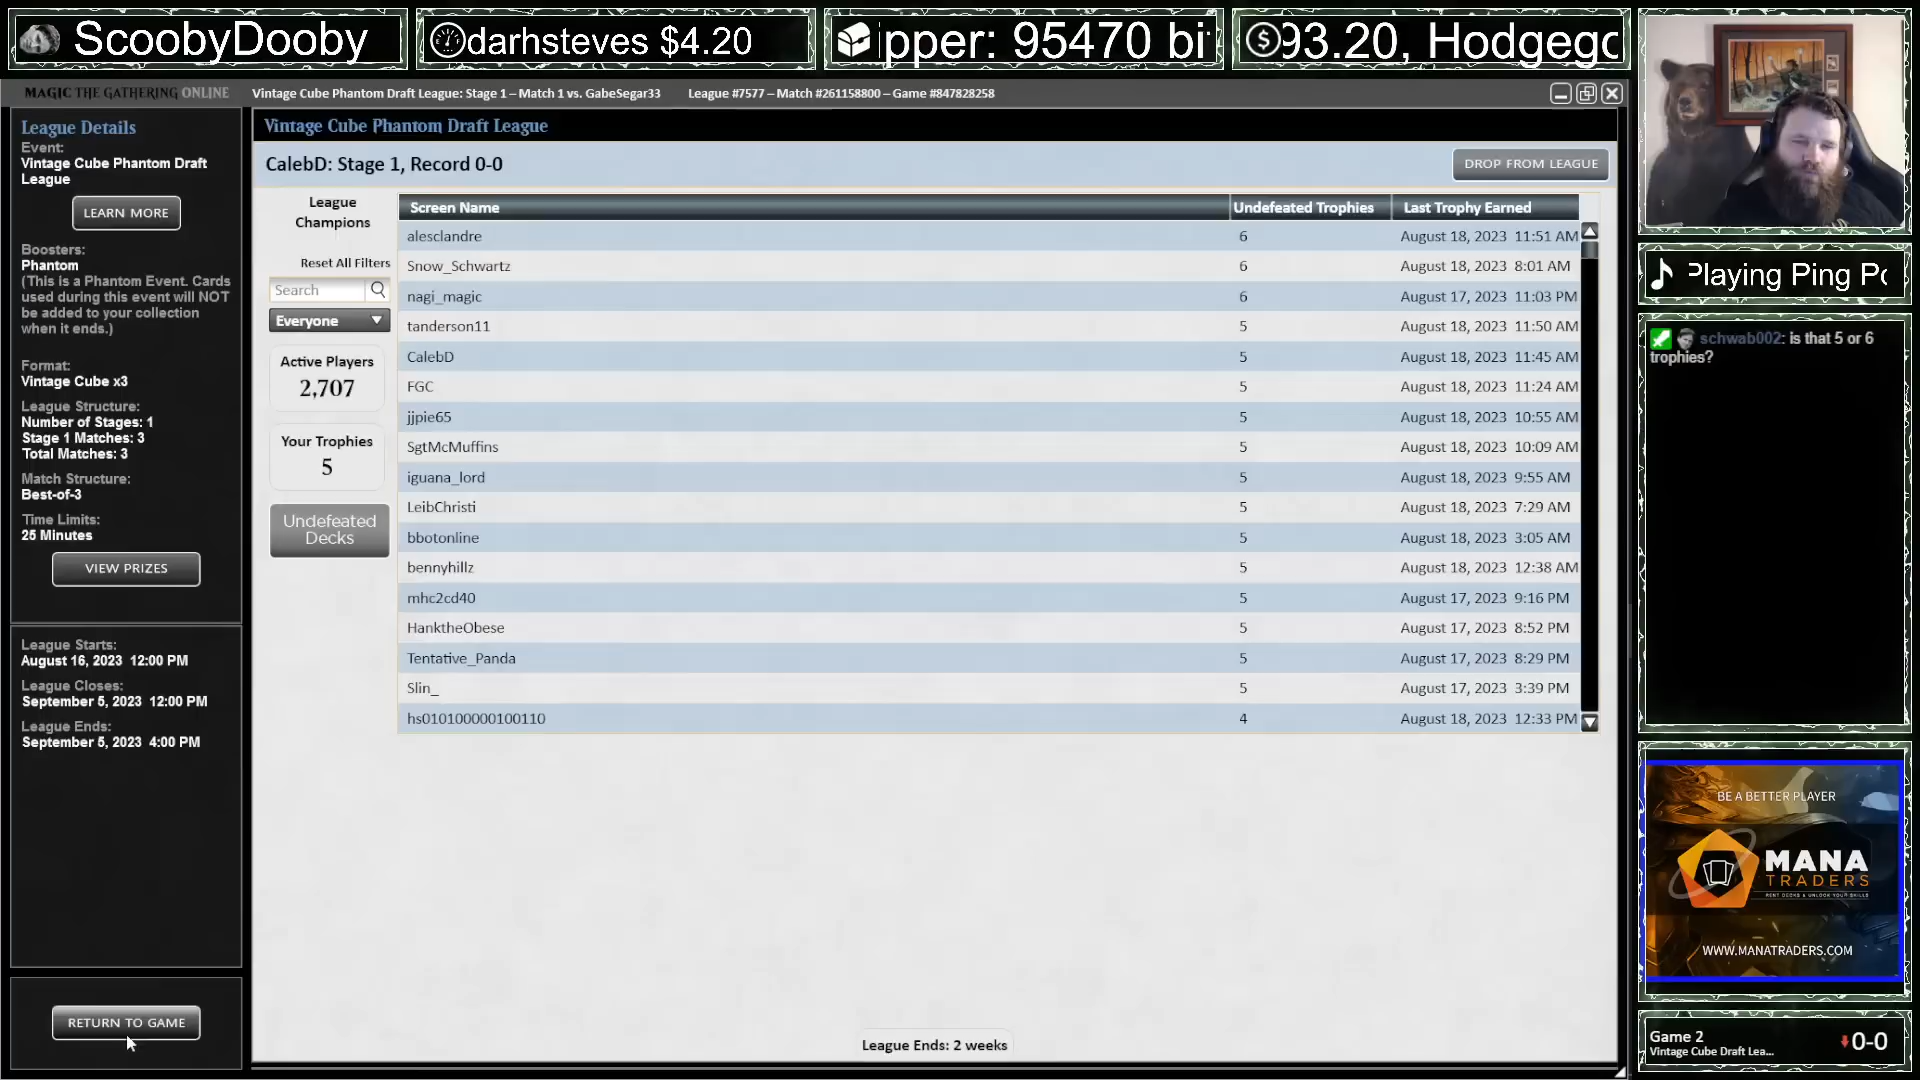 ScoobyDooby
darhsteves $4.20
pper: 95470 bi
93.20, Hodgego
MAGIC THE GATHERING ONLINE
Vintage Cube Phantom Draft League: Stage 1 – Match 1 vs. GabeSegar33
League #7577 – Match #261158800 – Game #847828258
League Details
Event:
Vintage Cube Phantom Draft
League
LEARN MORE
Boosters:
Phantom
(This is a Phantom Event. Cards
used during this event will NOT
be added to your collection
when it ends.)
Format:
Vintage Cube x3
League Structure:
Number of Stages: 1
Stage 1 Matches: 3
Total Matches: 3
Match Structure:
Best-of-3
Time Limits:
25 Minutes
VIEW PRIZES
League Starts:
August 16, 2023 12:00 PM
League Closes:
September 5, 2023 12:00 PM
League Ends:
September 5, 2023 4:00 PM
RETURN TO GAME
Vintage Cube Phantom Draft League
CalebD: Stage 1, Record 0-0
DROP FROM LEAGUE
League
Champions
Reset All Filters
Search
Everyone
Active Players
2,707
Your Trophies
5
Undefeated
Decks
Screen Name Undefeated Trophies Last Trophy Earned
alesclandre 6 August 18, 2023 11:51 AM
Snow_Schwartz 6 August 18, 2023 8:01 AM
nagi_magic 6 August 17, 2023 11:03 PM
tanderson11 5 August 18, 2023 11:50 AM
CalebD 5 August 18, 2023 11:45 AM
FGC 5 August 18, 2023 11:24 AM
jjpie65 5 August 18, 2023 10:55 AM
SgtMcMuffins 5 August 18, 2023 10:09 AM
iguana_lord 5 August 18, 2023 9:55 AM
LeibChristi 5 August 18, 2023 7:29 AM
bbotonline 5 August 18, 2023 3:05 AM
bennyhillz 5 August 18, 2023 12:38 AM
mhc2cd40 5 August 17, 2023 9:16 PM
HanktheObese 5 August 17, 2023 8:52 PM
Tentative_Panda 5 August 17, 2023 8:29 PM
Slin_ 5 August 17, 2023 3:39 PM
hs010100000100110 4 August 18, 2023 12:33 PM
League Ends: 2 weeks
Playing Ping Po
schwab002: is that 5 or 6
trophies?
BE A BETTER PLAYER
MANA
TRADERS
RENT DECKS & UNLOCK YOUR SKILLS
WWW.MANATRADERS.COM
Game 2
Vintage Cube Draft Lea...
0-0